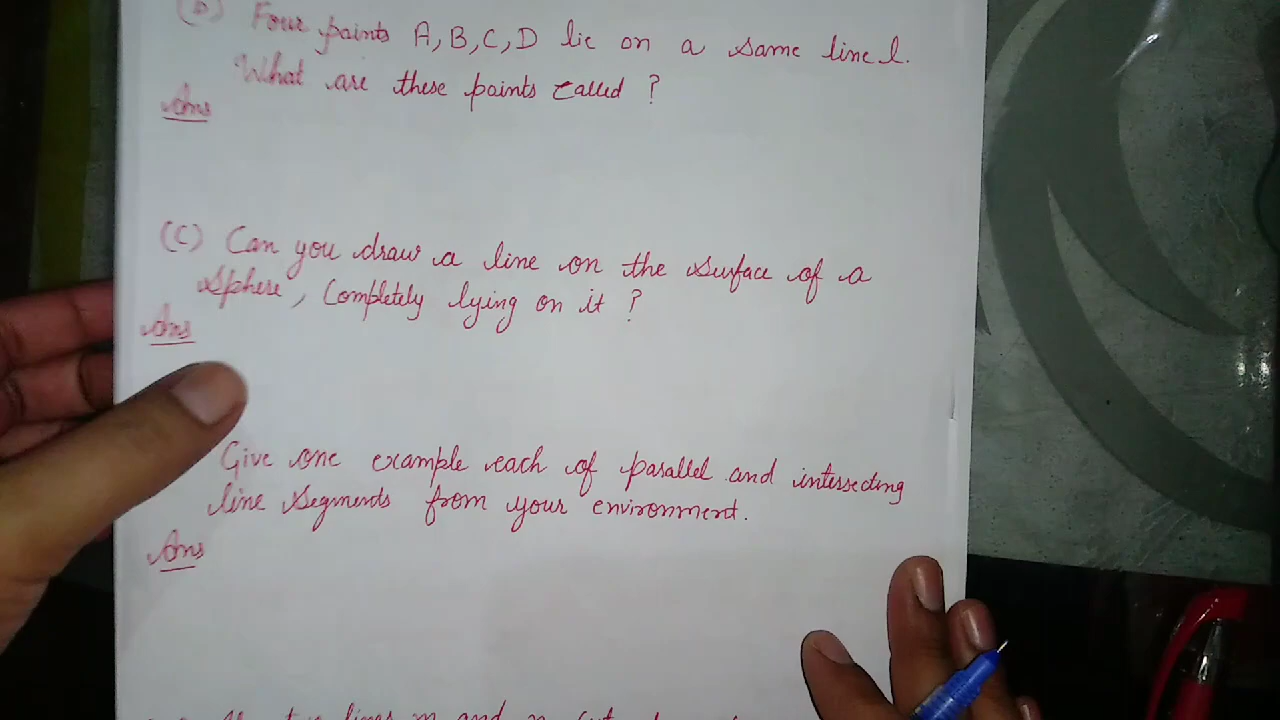 (B) Four points A, B, C, D lie on a same line l.
What are these points called ?
Ans
(C) Can you draw a line on the surface of a
sphere, completely lying on it ?
Ans
Give one example each of parallel and intersecting
line segments from your environment.
Ans
lines m and n